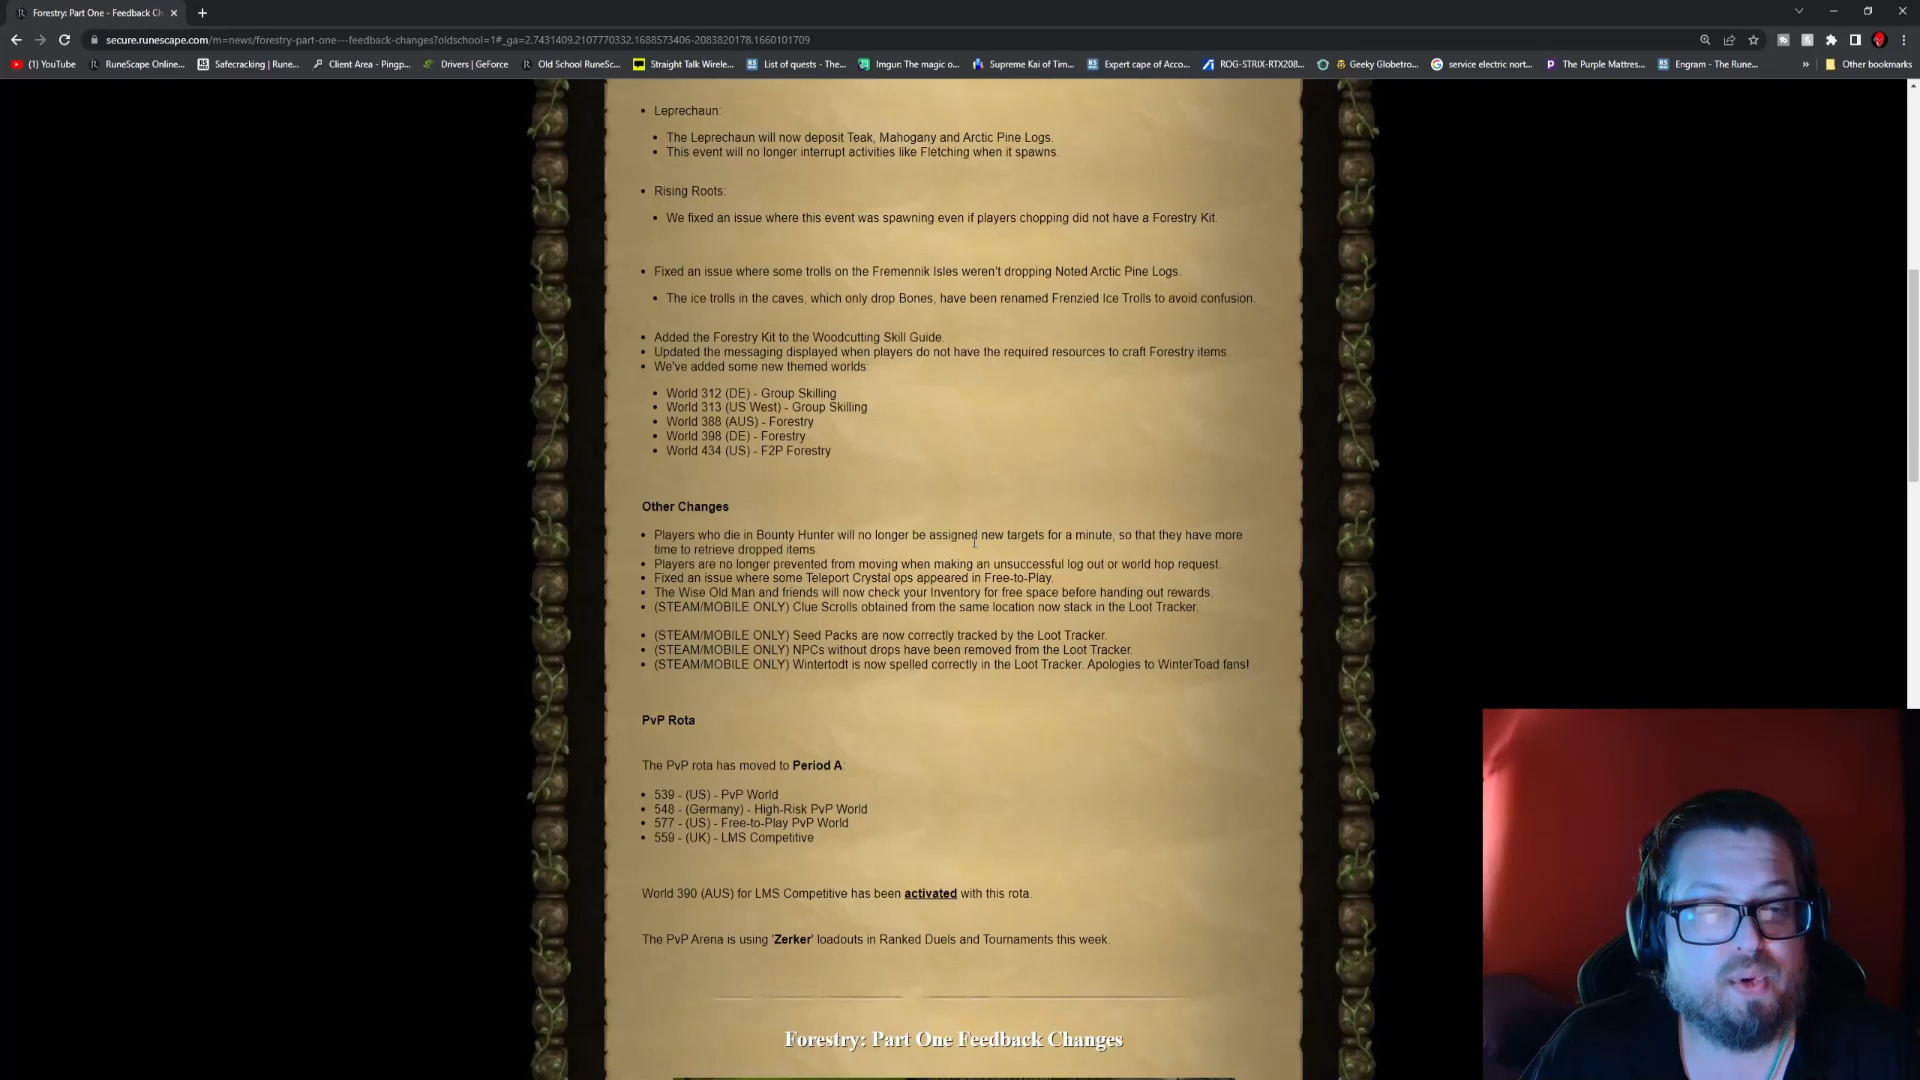 Forestry: Part One - Feedback Ch
secure.runescape.com/m=news/forestry-part-one---feedback-changes?oldschool=1#_ga=2.7431409.2107770332.1688573406-2083820178.1660101709
(1) YouTube
RuneScape Online...
Safecracking | Rune...
Client Area - Pingp...
Drivers | GeForce
Old School RuneSc...
Straight Talk Wirele...
List of quests - The...
Imgur: The magic o...
Supreme Kai of Tim...
Expert cape of Acco...
ROG-STRIX-RTX208...
Geeky Globetro...
service electric nort...
The Purple Mattres...
Engram - The Rune...
»
Other bookmarks
• Leprechaun:
• The Leprechaun will now deposit Teak, Mahogany and Arctic Pine Logs.
• This event will no longer interrupt activities like Fletching when it spawns.
• Rising Roots:
• We fixed an issue where this event was spawning even if players chopping did not have a Forestry Kit.
• Fixed an issue where some trolls on the Fremennik Isles weren't dropping Noted Arctic Pine Logs.
• The ice trolls in the caves, which only drop Bones, have been renamed Frenzied Ice Trolls to avoid confusion.
• Added the Forestry Kit to the Woodcutting Skill Guide.
• Updated the messaging displayed when players do not have the required resources to craft Forestry items.
• We've added some new themed worlds:
• World 312 (DE) - Group Skilling
• World 313 (US West) - Group Skilling
• World 388 (AUS) - Forestry
• World 398 (DE) - Forestry
• World 434 (US) - F2P Forestry
Other Changes
• Players who die in Bounty Hunter will no longer be assigned new targets for a minute, so that they have more
time to retrieve dropped items.
• Players are no longer prevented from moving when making an unsuccessful log out or world hop request.
• Fixed an issue where some Teleport Crystal ops appeared in Free-to-Play.
• The Wise Old Man and friends will now check your Inventory for free space before handing out rewards.
• (STEAM/MOBILE ONLY) Clue Scrolls obtained from the same location now stack in the Loot Tracker.
• (STEAM/MOBILE ONLY) Seed Packs are now correctly tracked by the Loot Tracker.
• (STEAM/MOBILE ONLY) NPCs without drops have been removed from the Loot Tracker.
• (STEAM/MOBILE ONLY) Wintertodt is now spelled correctly in the Loot Tracker. Apologies to WinterToad fans!
PvP Rota
The PvP rota has moved to Period A:
• 539 - (US) - PvP World
• 548 - (Germany) - High-Risk PvP World
• 577 - (US) - Free-to-Play PvP World
• 559 - (UK) - LMS Competitive
World 390 (AUS) for LMS Competitive has been activated with this rota.
The PvP Arena is using 'Zerker' loadouts in Ranked Duels and Tournaments this week.
Forestry: Part One Feedback Changes